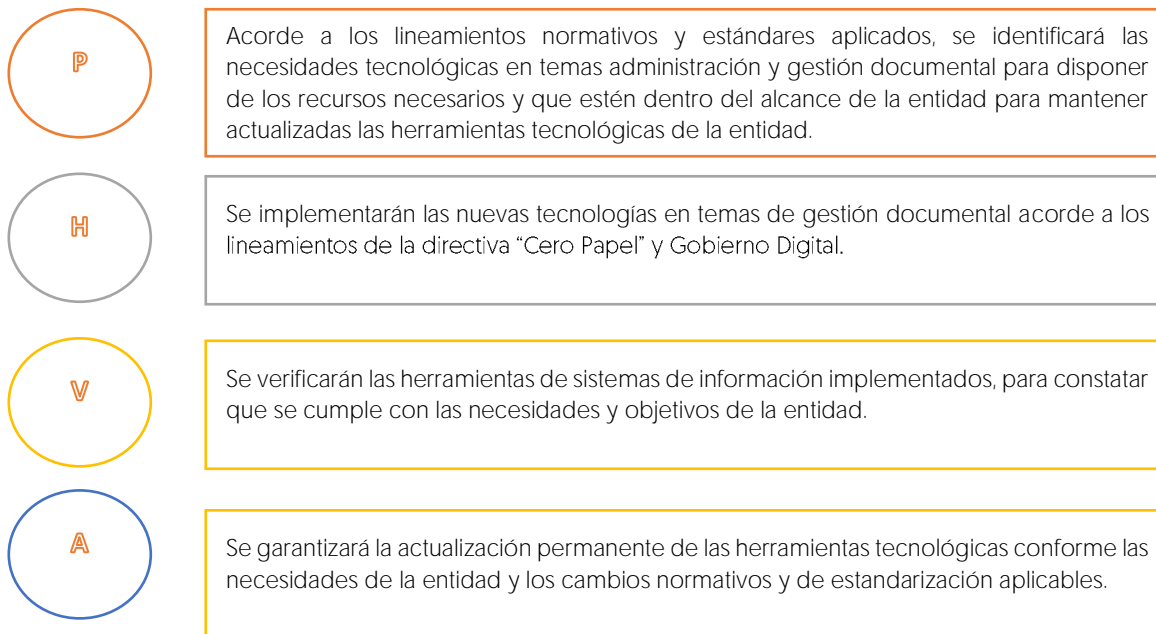 P
Acorde a los lineamientos normativos y estándares aplicados, se identificará las
necesidades tecnológicas en temas administración y gestión documental para disponer
de los recursos necesarios y que estén dentro del alcance de la entidad para mantener
actualizadas las herramientas tecnológicas de la entidad.
H
Se implementarán las nuevas tecnologías en temas de gestión documental acorde a los
lineamientos de la directiva “Cero Papel” y Gobierno Digital.
V
Se verificarán las herramientas de sistemas de información implementados, para constatar
que se cumple con las necesidades y objetivos de la entidad.
A
Se garantizará la actualización permanente de las herramientas tecnológicas conforme las
necesidades de la entidad y los cambios normativos y de estandarización aplicables.